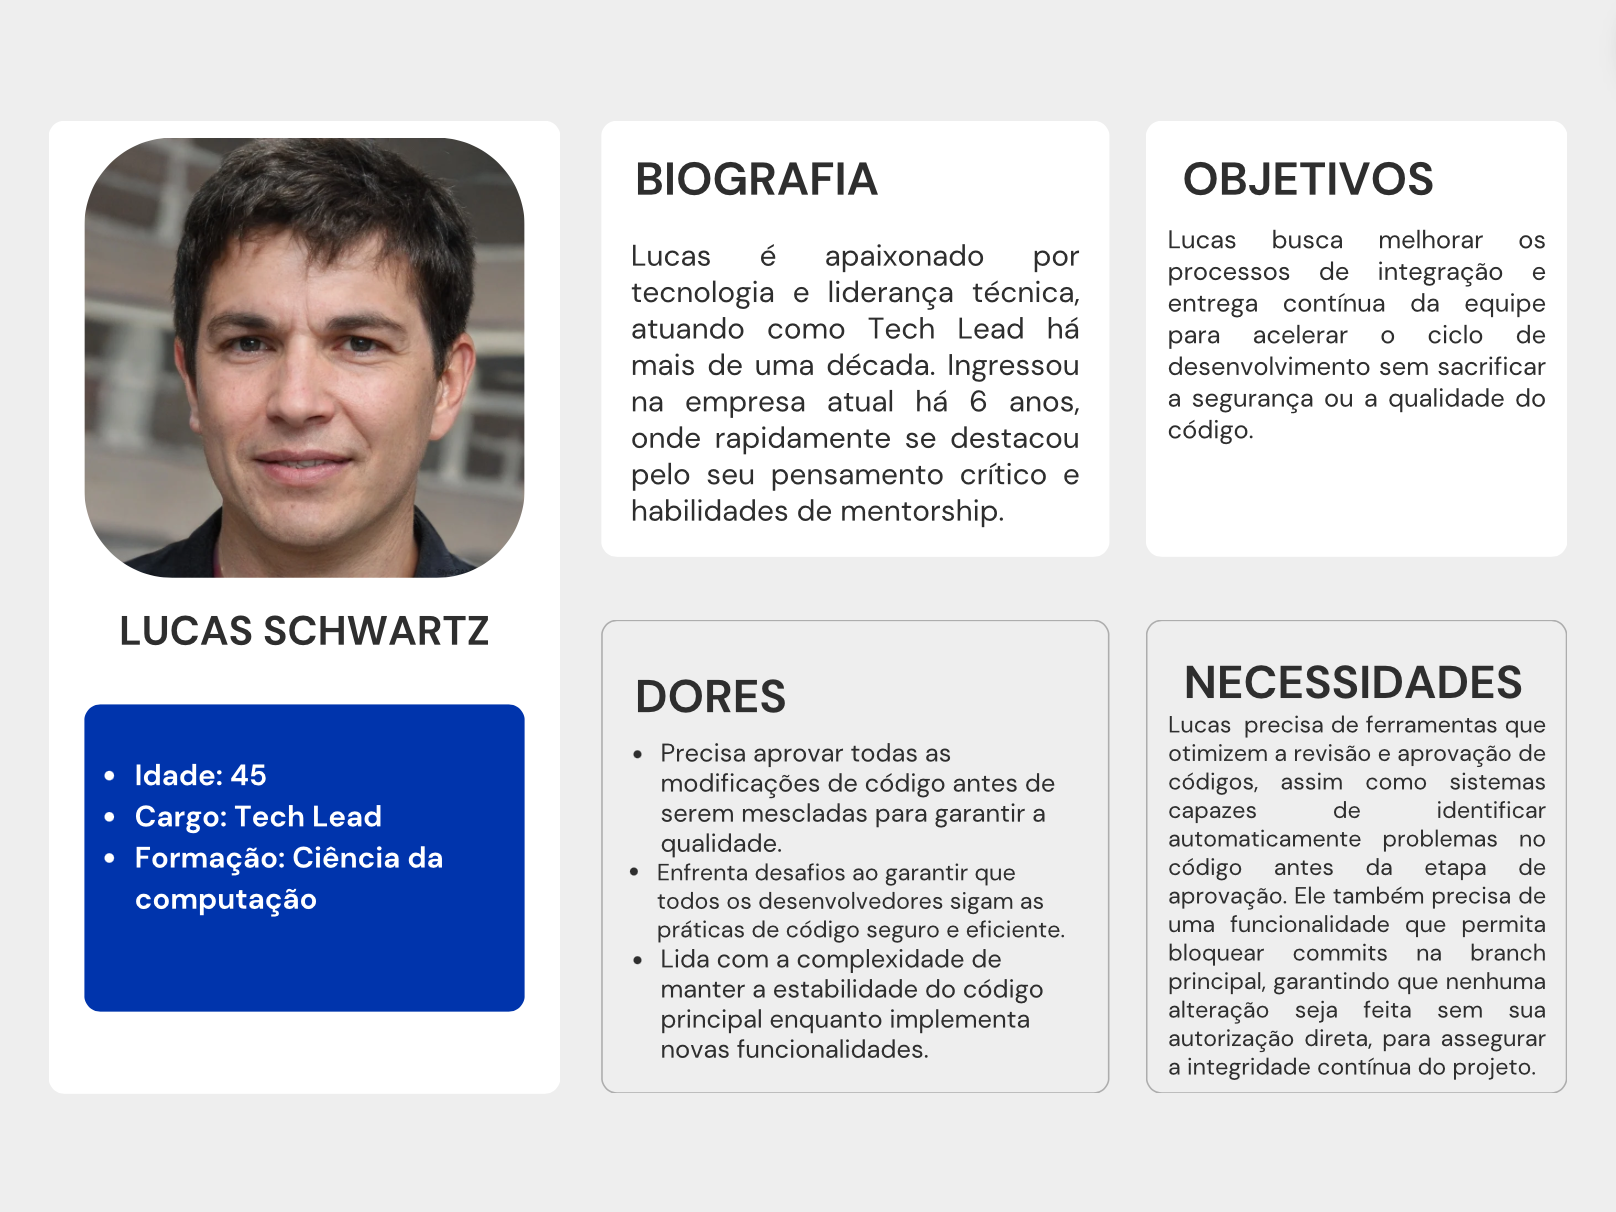 LUCAS SCHWARTZ
Idade: 45
Cargo: Tech Lead
Formação: Ciência da
computação
BIOGRAFIA
Lucas é apaixonado por
tecnologia e liderança técnica,
atuando como Tech Lead há
mais de uma década. Ingressou
na empresa atual há 6 anos,
onde rapidamente se destacou
pelo seu pensamento crítico e
habilidades de mentorship.
OBJETIVOS
Lucas busca melhorar os
processos de integração e
entrega contínua da equipe
para acelerar o ciclo de
desenvolvimento sem sacrificar
a segurança ou a qualidade do
código.
DORES
Precisa aprovar todas as
modificações de código antes de
serem mescladas para garantir a
qualidade.
Enfrenta desafios ao garantir que
todos os desenvolvedores sigam as
práticas de código seguro e eficiente.
Lida com a complexidade de
manter a estabilidade do código
principal enquanto implementa
novas funcionalidades.
NECESSIDADES
Lucas precisa de ferramentas que
otimizem a revisão e aprovação de
códigos, assim como sistemas
capazes de identificar
automaticamente problemas no
código antes da etapa de
aprovação. Ele também precisa de
uma funcionalidade que permita
bloquear commits na branch
principal, garantindo que nenhuma
alteração seja feita sem sua
autorização direta, para assegurar
a integridade contínua do projeto.